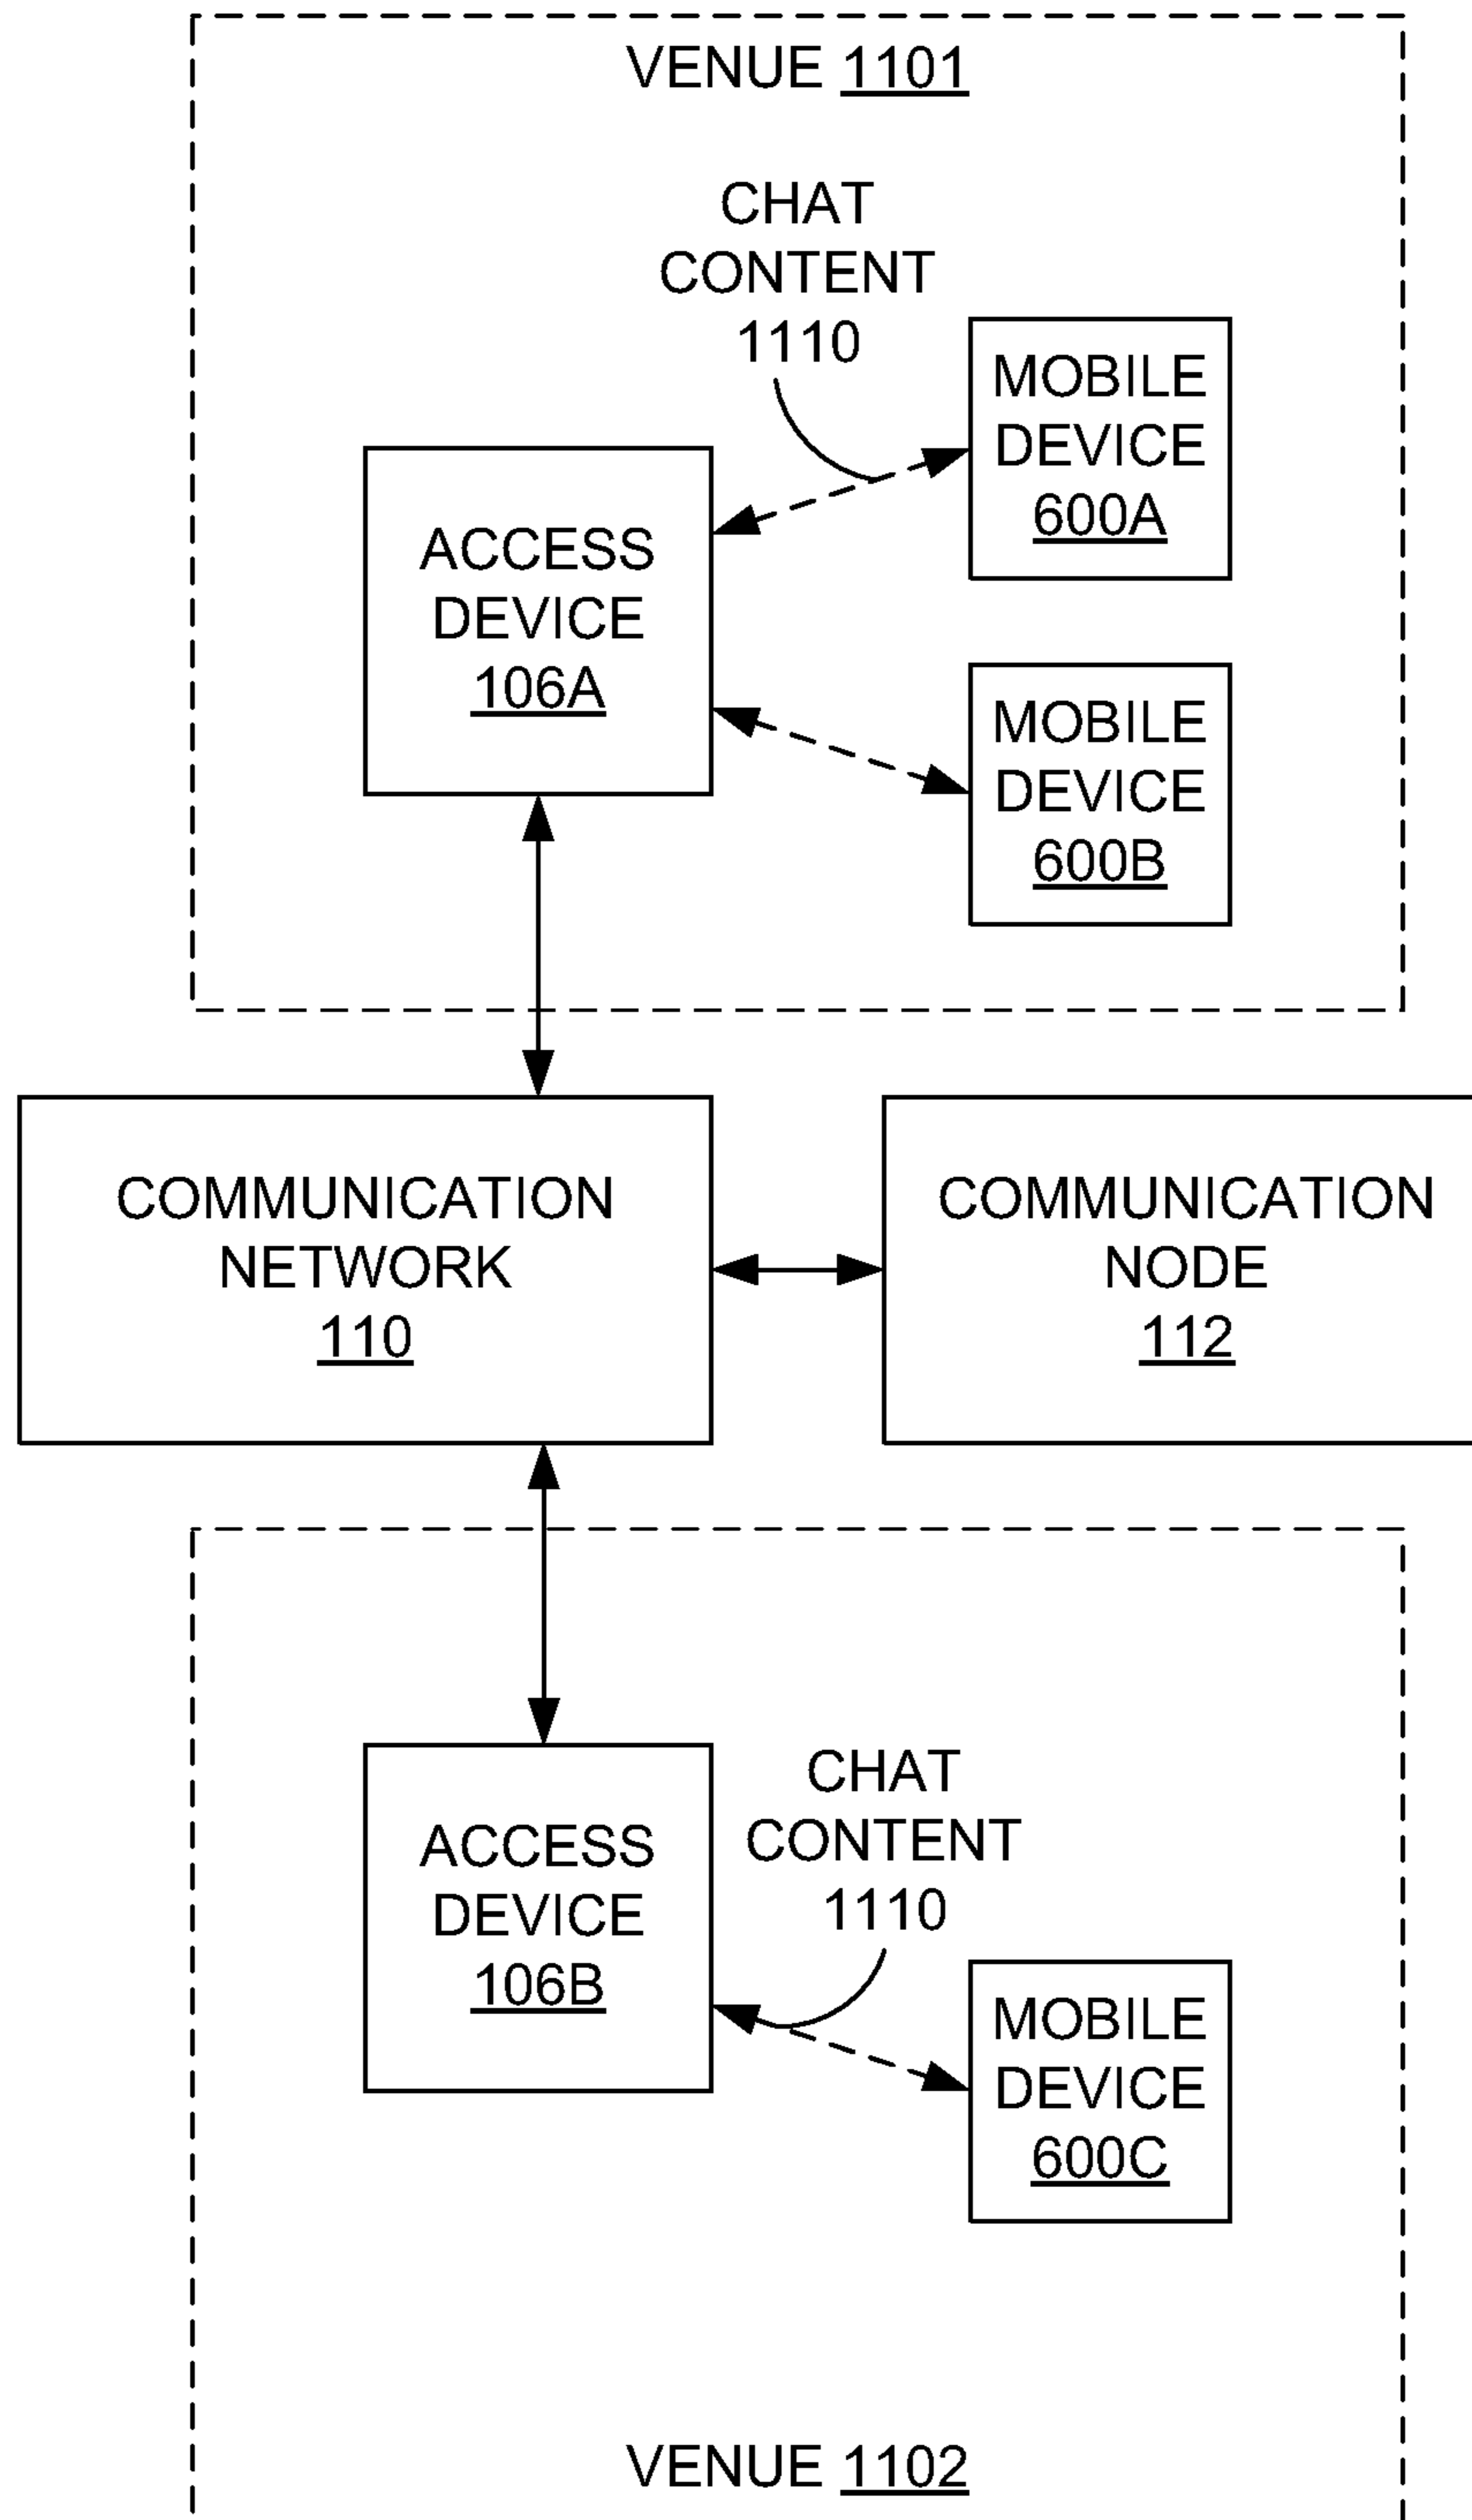 VENUE 1101
CHAT
CONTENT
1110
MOBILE
DEVICE
600A
ACCESS
DEVICE
106A
MOBILE
DEVICE
600B
COMMUNICATION
NETWORK
110
COMMUNICATION
NODE
112
ACCESS
DEVICE
106B
CHAT
CONTENT
1110
MOBILE
DEVICE
600C
VENUE 1102